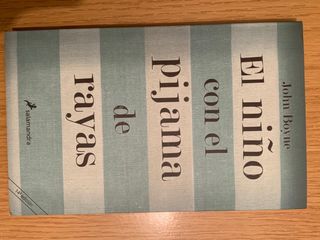 John Boyne
El niño
con el
pijama
de
rayas
salamandra